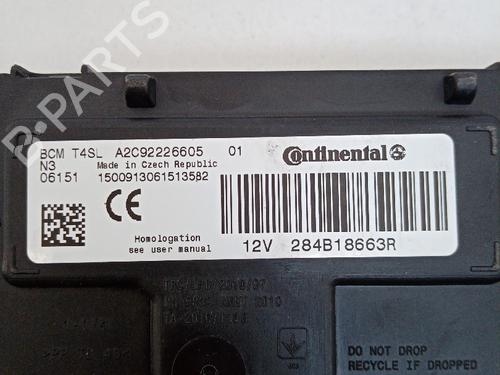 BCM T4SL A2C92226605 01
N3 Made in Czech Republic
06151 1500913061513582
Continental
CE
Homologation
see user manual
12V 284B18663R
DO NOT DROP
RECYCLE IF DROPPED
B-PARTS